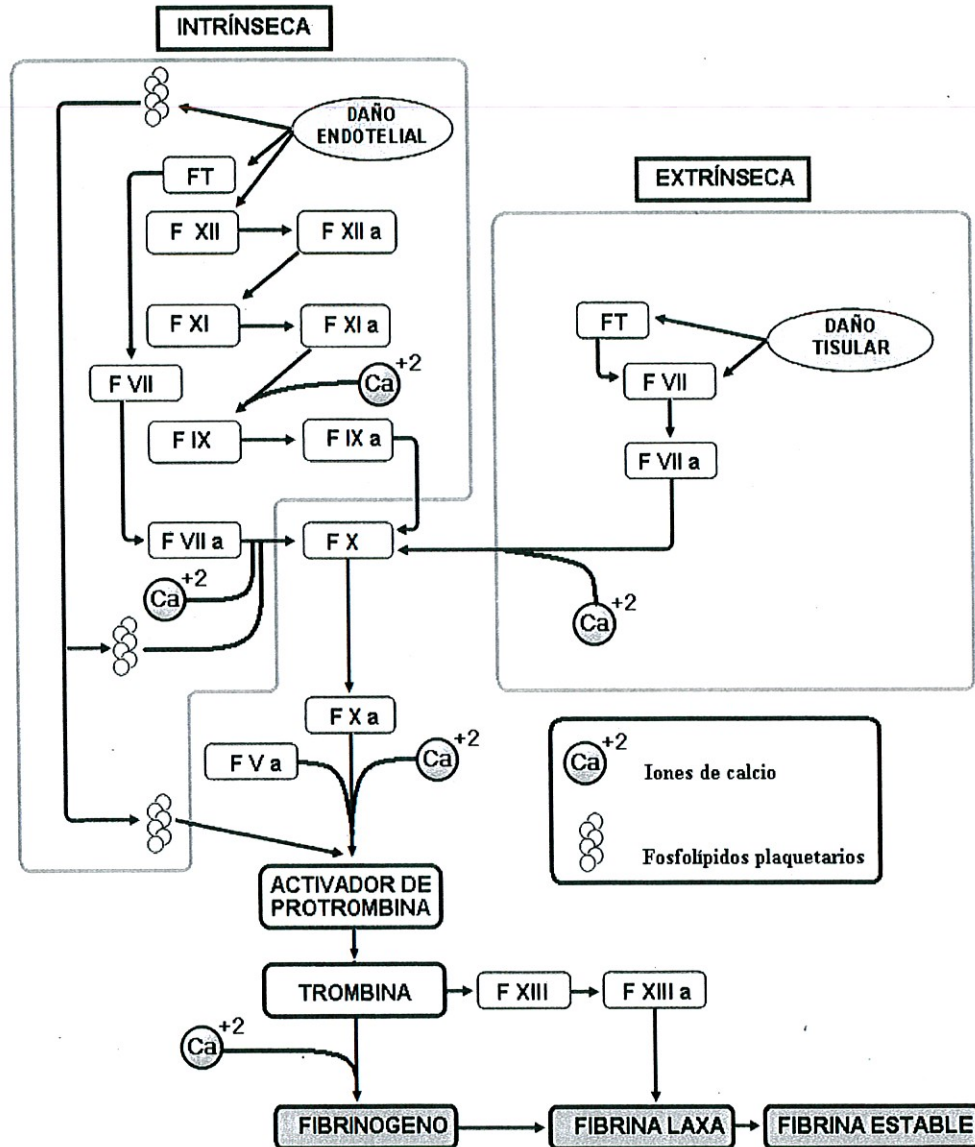 INTRÍNSECA
DAÑO
ENDOTELIAL
FT
F XII
F XII a
F XI
F XI a
Ca+2
F VII
F IX
F IX a
F VII a
Ca+2
EXTRÍNSECA
FT
DAÑO
TISULAR
F VII
F VII a
Ca+2
F X
F X a
F V a
Ca+2
Ca+2
Iones de calcio
Fosfolípidos plaquetarios
ACTIVADOR DE
PROTROMBINA
TROMBINA
F XIII
F XIII a
Ca+2
FIBRINOGENO
FIBRINA LAXA
FIBRINA ESTABLE